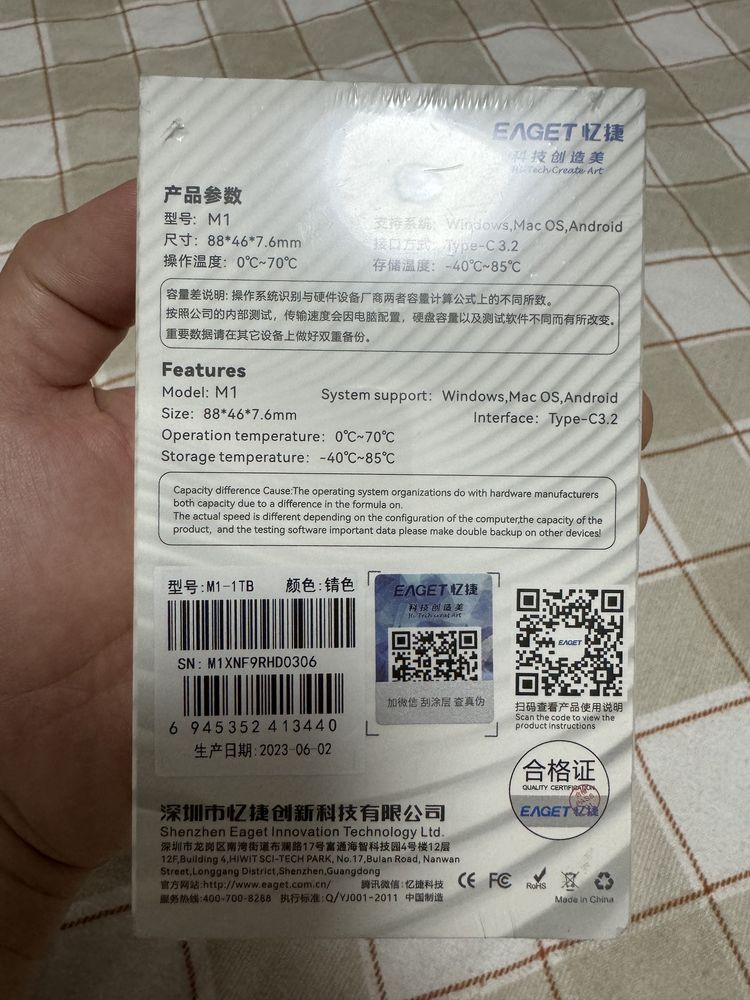 EAGET 忆捷
科技创造美
Hi-Tech Create Art
产品参数
型号: M1
支持系统: Windows,Mac OS,Android
尺寸: 88*46*7.6mm
接口方式: Type-C 3.2
操作温度: 0℃~70℃
存储温度: -40℃~85℃
容量差说明: 操作系统识别与硬件设备厂商两者容量计算公式上的不同所致。
按照公司的内部测试，传输速度会因电脑配置，硬盘容量以及测试软件不同而有所改变。
重要数据请在其它设备上做好双重备份。
Features
Model: M1
System support: Windows,Mac OS,Android
Size: 88*46*7.6mm
Interface: Type-C3.2
Operation temperature: 0℃~70℃
Storage temperature: -40℃~85℃
Capacity difference Cause:The operating system organizations do with hardware manufacturers
both capacity due to a difference in the formula on.
The actual speed is different depending on the configuration of the computer,the capacity of the
product, and the testing software important data please make double backup on other devices!
型号:M1-1TB 颜色:锖色
SN: M1XNF9RHD0306
6 945352 413440
生产日期:2023-06-02
EAGET 忆捷
科技创造美
Hi-Tech Creat Art
加微信 刮涂层 查真伪
EAGET
扫码查看产品使用说明
Scan the code to view the
product instructions
合格证
QUALITY CERTIFICATION
EAGET 忆捷
深圳市忆捷创新科技有限公司
Shenzhen Eaget Innovation Technology Ltd.
深圳市龙岗区南湾街道布澜路17号富通海智科技园4号楼12层
12F,Building 4,HIWIT SCI-TECH PARK, No.17,Bulan Road, Nanwan
Street,Longgang District,Shenzhen,Guangdong
官方网站:http://www.eaget.com.cn/ 腾讯微信:忆捷科技
服务热线:400-700-8268 执行标准: Q/YJ001-2011 中国制造
CE FC RoHS
Made in China